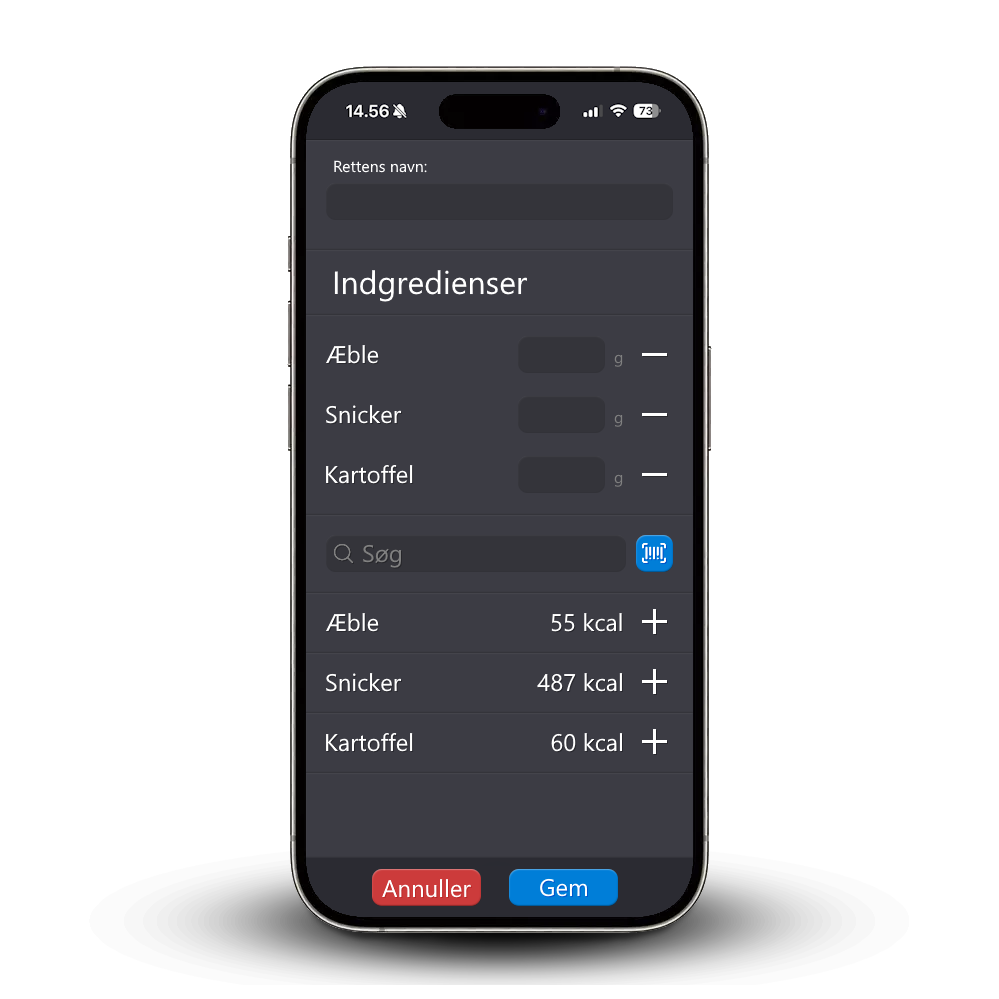 14.56 73
Rettens navn:
Indgredienser
Æble g
Snicker g
Kartoffel g
Søg
Æble 55 kcal
Snicker 487 kcal
Kartoffel 60 kcal
Annuller Gem